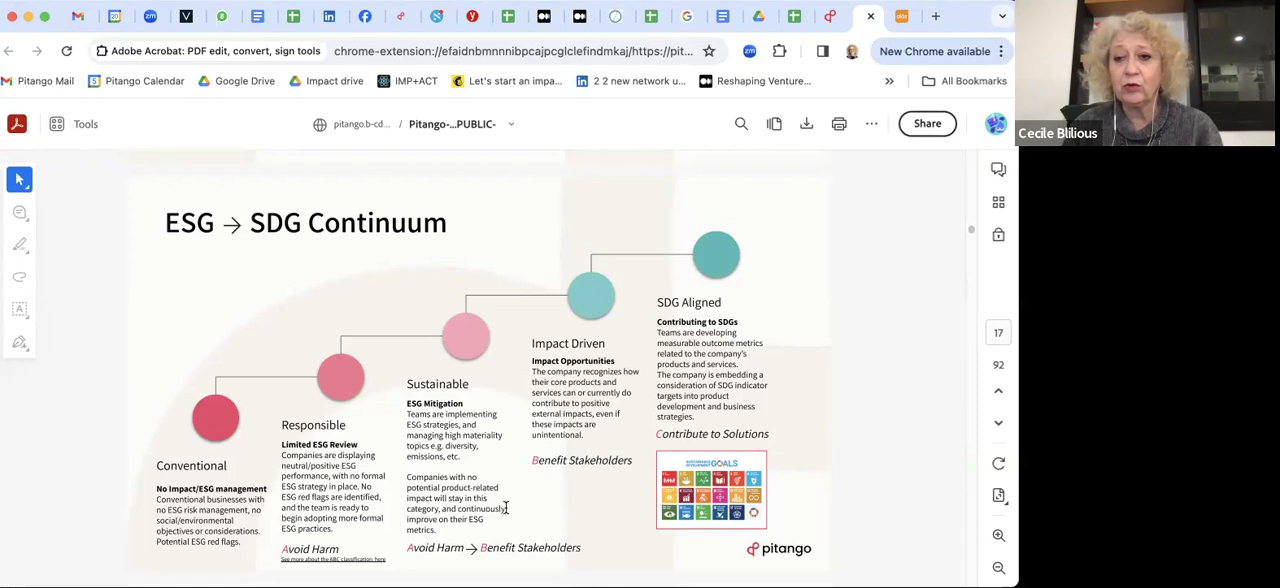 Adobe Acrobat: PDF edit, convert, sign tools
chrome-extension://efaidnbmnnnibpcajpcglclefindmkaj/https://pit...
New Chrome available
Pitango Mail
Pitango Calendar
Google Drive
Impact drive
IMP+ACT
Let's start an impa...
2 2 new network u...
Reshaping Venture...
»
All Bookmarks
Cecile Blilious
Tools
pitango.b-cd... / Pitango-...PUBLIC-
Share
ESG → SDG Continuum
Conventional
No Impact/ESG management
Conventional businesses with
no ESG risk management, no
social/environmental
objectives or considerations.
Potential ESG red flags.
Responsible
Limited ESG Review
Companies are displaying
neutral/positive ESG
performance, with no formal
ESG strategy in place. No
ESG red flags are identified,
and the team is ready to
begin adopting more formal
ESG practices.
Avoid Harm
See more about the ABC classification, here
Sustainable
ESG Mitigation
Teams are implementing
ESG strategies, and
managing high materiality
topics e.g. diversity,
emissions, etc.
Companies with no
potential product-related
impact will stay in this
category, and continuously
improve on their ESG
metrics.
Avoid Harm → Benefit Stakeholders
Impact Driven
Impact Opportunities
The company recognizes how
their core products and
services can or currently do
contribute to positive
external impacts, even if
these impacts are
unintentional.
Benefit Stakeholders
SDG Aligned
Contributing to SDGs
Teams are developing
measurable outcome metrics
related to the company's
products and services.
The company is embedding a
consideration of SDG indicator
targets into product
development and business
strategies.
Contribute to Solutions
GOALS
pitango
17
92